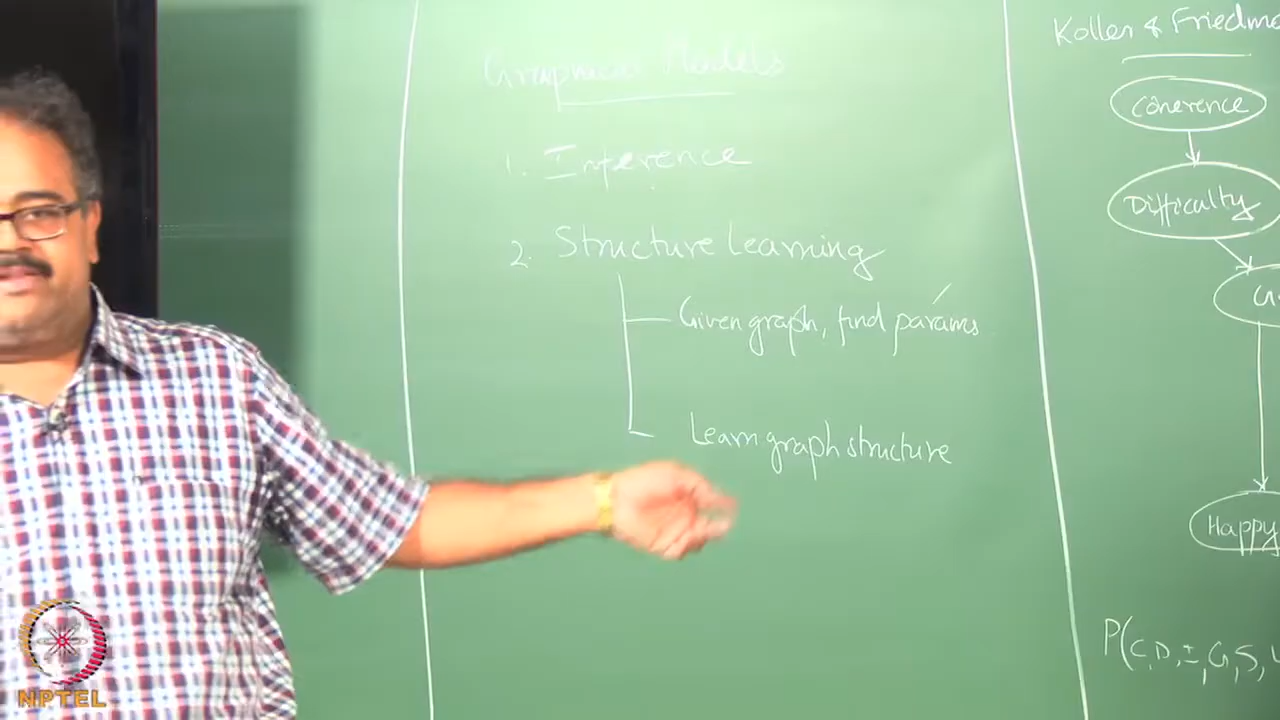 Graphical Models
1. Inference
2. Structure Learning
Given graph, find params
Learn graph structure
Koller & Friedma
Coherence
Difficulty
G
Happy
P(C, D, I, G, S, L
NPTEL